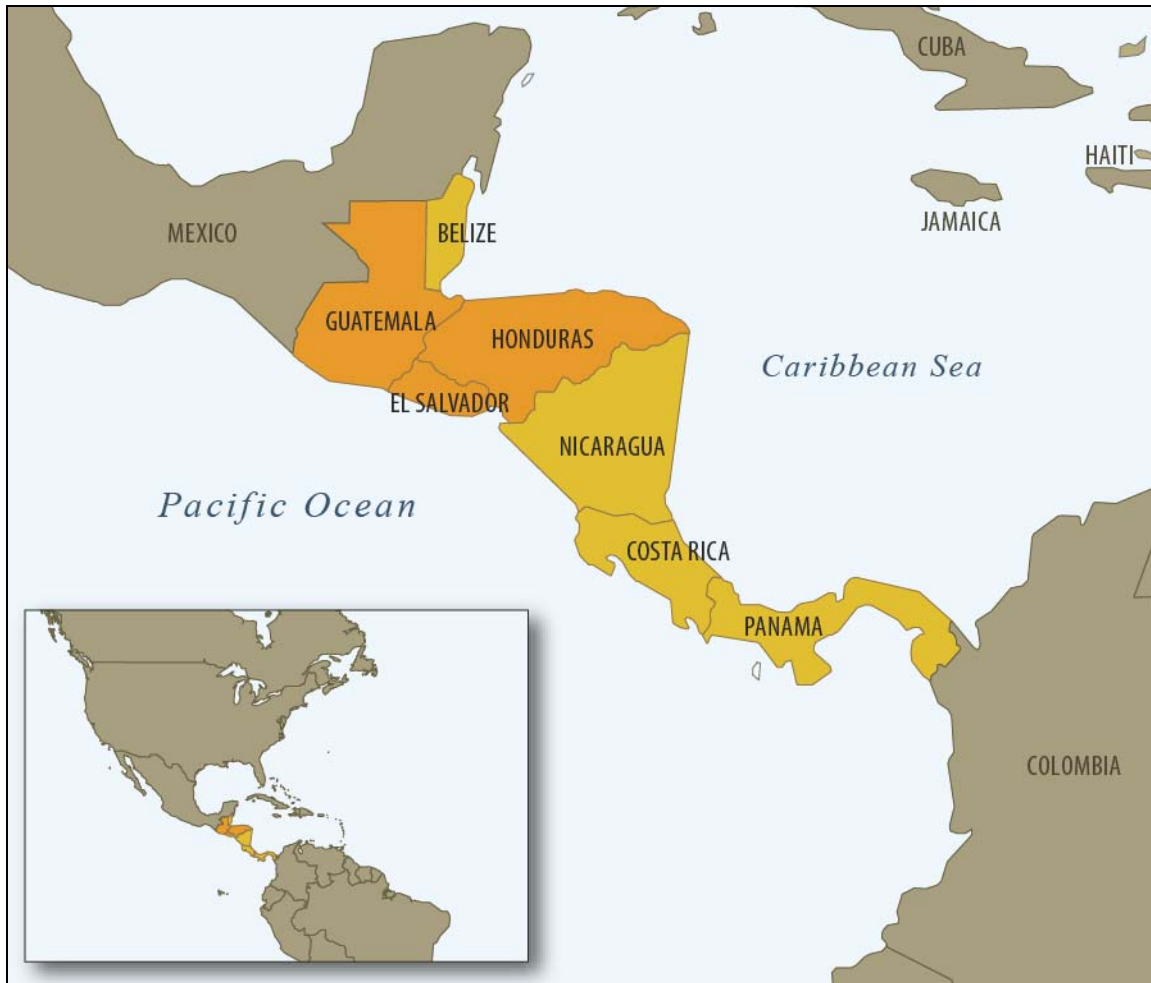 CUBA
HAITI
JAMAICA
MEXICO
BELIZE
GUATEMALA
HONDURAS
EL SALVADOR
Caribbean Sea
NICARAGUA
Pacific Ocean
COSTA RICA
PANAMA
COLOMBIA